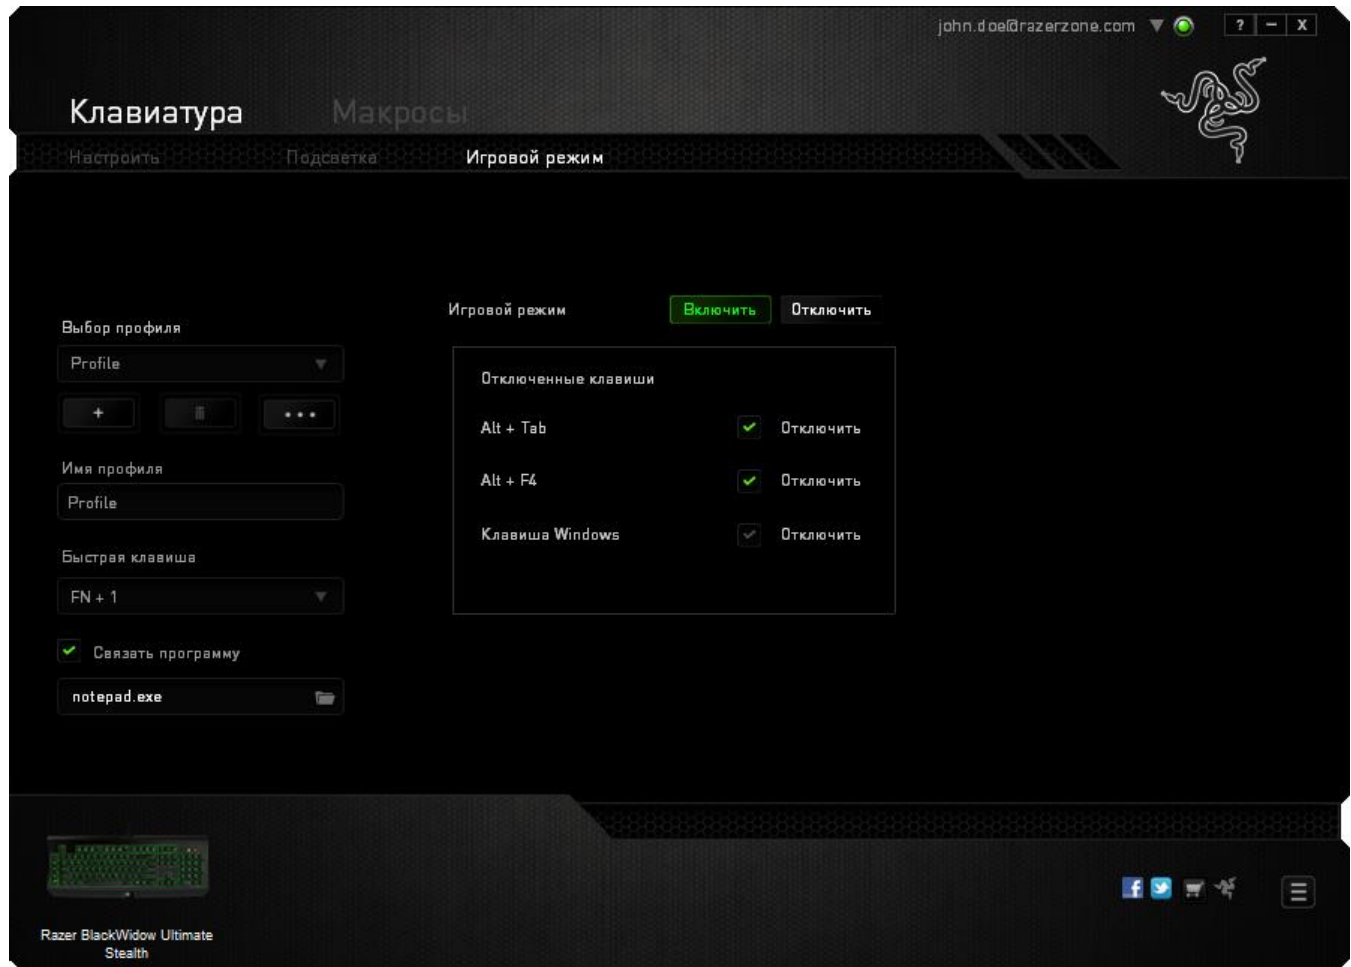 john.doe@razerzone.com
? – X
Клавиатура Макросы
Настроить Подсветка Игровой режим
Игровой режим Включить Отключить
Выбор профиля
Profile
+ •••
Имя профиля
Profile
Быстрая клавиша
FN + 1
Связать программу
notepad.exe
Отключенные клавиши
Alt + Tab Отключить
Alt + F4 Отключить
Клавиша Windows Отключить
Razer BlackWidow Ultimate
Stealth